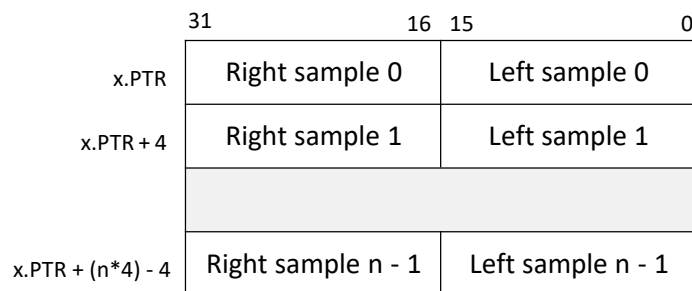 31 16 15 0
x.PTR Right sample 0 Left sample 0
x.PTR + 4 Right sample 1 Left sample 1
x.PTR + (n*4) - 4 Right sample n - 1 Left sample n - 1